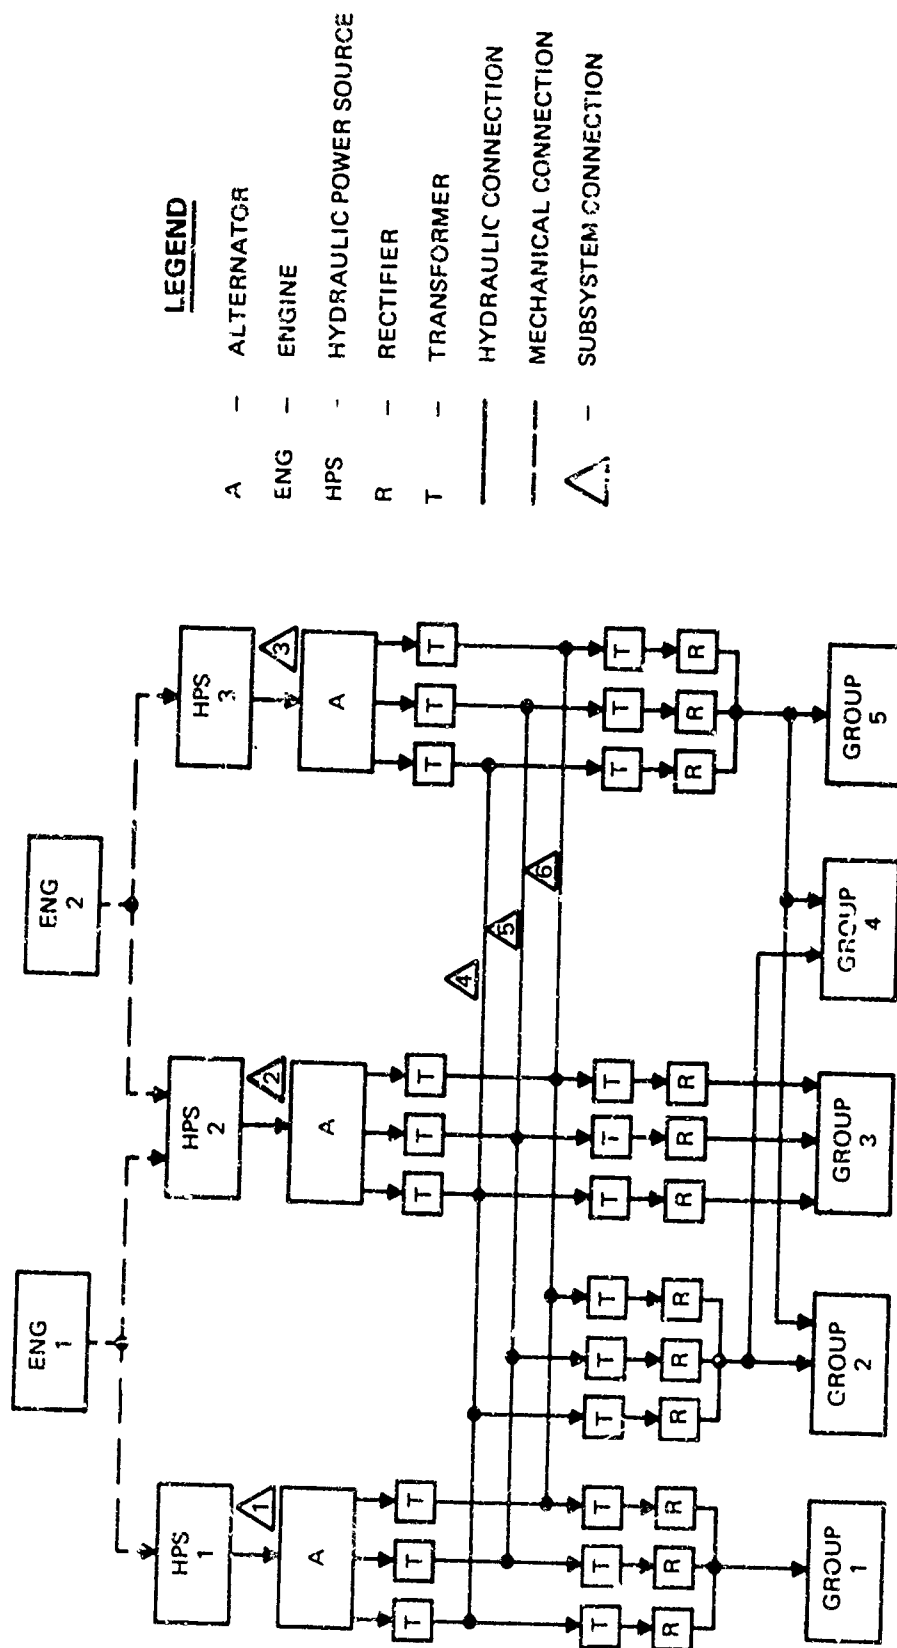 ENG
1
ENG
2
HPS
1
HPS
2
HPS
3
1
2
3
A
A
A
T
T
T
T
T
T
T
T
T
4
5
6
T
T
T
T
T
T
T
T
T
T
T
T
R
R
R
R
R
R
R
R
R
R
R
R
GROUP
1
GROUP
2
GROUP
3
GROUP
4
GROUP
5
LEGEND
A - ALTERNATOR
ENG - ENGINE
HPS - HYDRAULIC POWER SOURCE
R - RECTIFIER
T - TRANSFORMER
HYDRAULIC CONNECTION
MECHANICAL CONNECTION
- SUBSYSTEM CONNECTION